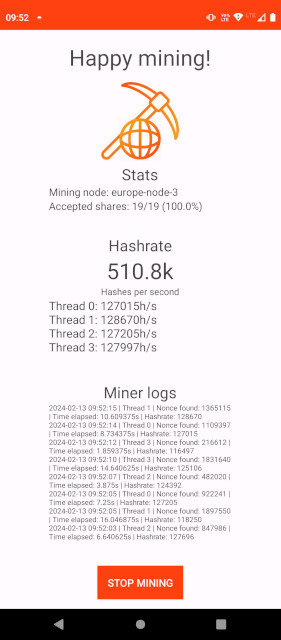 09:52
LTE
Happy mining!
Stats
Mining node: europe-node-3
Accepted shares: 19/19 (100.0%)
Hashrate
510.8k
Hashes per second
Thread 0: 127015h/s
Thread 1: 128670h/s
Thread 2: 127205h/s
Thread 3: 127997h/s
Miner logs
2024-02-13 09:52:15 | Thread 1 | Nonce found: 1365115
| Time elapsed: 10.609375s | Hashrate: 128670
2024-02-13 09:52:14 | Thread 0 | Nonce found: 1109397
| Time elapsed: 8.734375s | Hashrate: 127015
2024-02-13 09:52:12 | Thread 3 | Nonce found: 216612 |
Time elapsed: 1.859375s | Hashrate: 116497
2024-02-13 09:52:10 | Thread 3 | Nonce found: 1831640
| Time elapsed: 14.640625s | Hashrate: 125106
2024-02-13 09:52:07 | Thread 2 | Nonce found: 482020 |
Time elapsed: 3.875s | Hashrate: 124392
2024-02-13 09:52:05 | Thread 0 | Nonce found: 922241 |
Time elapsed: 7.25s | Hashrate: 127205
2024-02-13 09:52:05 | Thread 1 | Nonce found: 1897550
| Time elapsed: 16.046875s | Hashrate: 118250
2024-02-13 09:52:03 | Thread 2 | Nonce found: 847986 |
Time elapsed: 6.640625s | Hashrate: 127696
STOP MINING